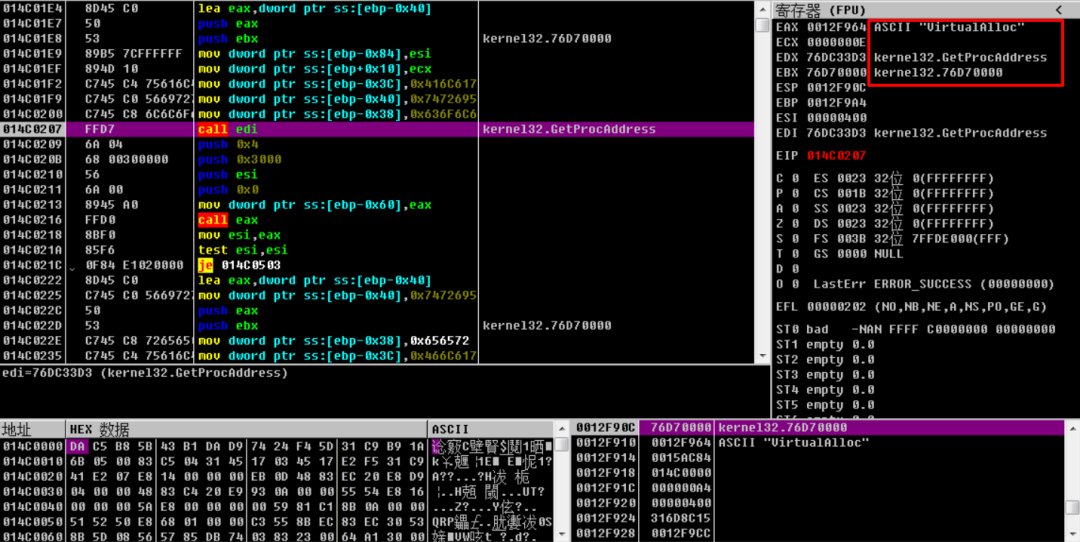 014C01E4 8D45 C0 lea eax,dword ptr ss:[ebp-0x40]
014C01E7 50 push eax
014C01E8 53 push ebx kernel32.76D70000
014C01E9 89B5 7CFFFFFF mov dword ptr ss:[ebp-0x84],esi
014C01EF 894D 10 mov dword ptr ss:[ebp+0x10],ecx
014C01F2 C745 C4 75616C4 mov dword ptr ss:[ebp-0x3C],0x416C617
014C01F9 C745 C0 5669727 mov dword ptr ss:[ebp-0x40],0x7472695
014C0200 C745 C8 6C6C6F6 mov dword ptr ss:[ebp-0x38],0x636F6C6
014C0207 FFD7 call edi kernel32.GetProcAddress
014C0209 6A 04 push 0x4
014C020B 68 00300000 push 0x3000
014C0210 56 push esi
014C0211 6A 00 push 0x0
014C0213 8945 A0 mov dword ptr ss:[ebp-0x60],eax
014C0216 FFD0 call eax
014C0218 8BF0 mov esi,eax
014C021A 85F6 test esi,esi
014C021C 0F84 E1020000 je 014C0503
014C0222 8D45 C0 lea eax,dword ptr ss:[ebp-0x40]
014C0225 C745 C0 5669727 mov dword ptr ss:[ebp-0x40],0x7472695
014C022C 50 push eax
014C022D 53 push ebx kernel32.76D70000
014C022E C745 C8 7265650 mov dword ptr ss:[ebp-0x38],0x656572
014C0235 C745 C4 75616C4 mov dword ptr ss:[ebp-0x3C],0x466C617
edi=76DC33D3 (kernel32.GetProcAddress)
寄存器 (FPU) <
EAX 0012F964 ASCII "VirtualAlloc"
ECX 0000000E
EDX 76DC33D3 kernel32.GetProcAddress
EBX 76D70000 kernel32.76D70000
ESP 0012F90C
EBP 0012F9A4
ESI 00000400
EDI 76DC33D3 kernel32.GetProcAddress
EIP 014C0207
C 0 ES 0023 32位 0(FFFFFFFF)
P 0 CS 001B 32位 0(FFFFFFFF)
A 0 SS 0023 32位 0(FFFFFFFF)
Z 0 DS 0023 32位 0(FFFFFFFF)
S 0 FS 003B 32位 7FFDE000(FFF)
T 0 GS 0000 NULL
D 0
O 0 LastErr ERROR_SUCCESS (00000000)
EFL 00000202 (NO,NB,NE,A,NS,PO,GE,G)
ST0 bad -NAN FFFF C0000000 00000000
ST1 empty 0.0
ST2 empty 0.0
ST3 empty 0.0
ST4 empty 0.0
ST5 empty 0.0
地址 HEX 数据 ASCII
014C0000 DA C5 B8 5B 43 B1 DA D9 74 24 F4 5D 31 C9 B9 1A
014C0010 6B 05 00 83 C5 04 31 45 17 03 45 17 E2 F5 31 C9
014C0020 41 E2 07 E8 14 00 00 00 EB 0D 48 83 EC 20 E8 D9
014C0030 04 00 00 48 83 C4 20 E9 93 0A 00 00 55 54 E8 16
014C0040 00 00 00 5A E8 00 00 00 00 59 81 C1 8B 0A 00 00
014C0050 51 52 50 E8 68 01 00 00 C3 55 8B EC 83 EC 30 53
014C0060 8B 5D 08 56 57 85 DB 74 03 83 23 00 64 A1 30 00
0012F90C 76D70000 kernel32.76D70000
0012F910 0012F964 ASCII "VirtualAlloc"
0012F914 0015AC84
0012F918 014C0000
0012F91C 000000A4
0012F920 00000400
0012F924 316D8C15
0012F928 0012F9CC